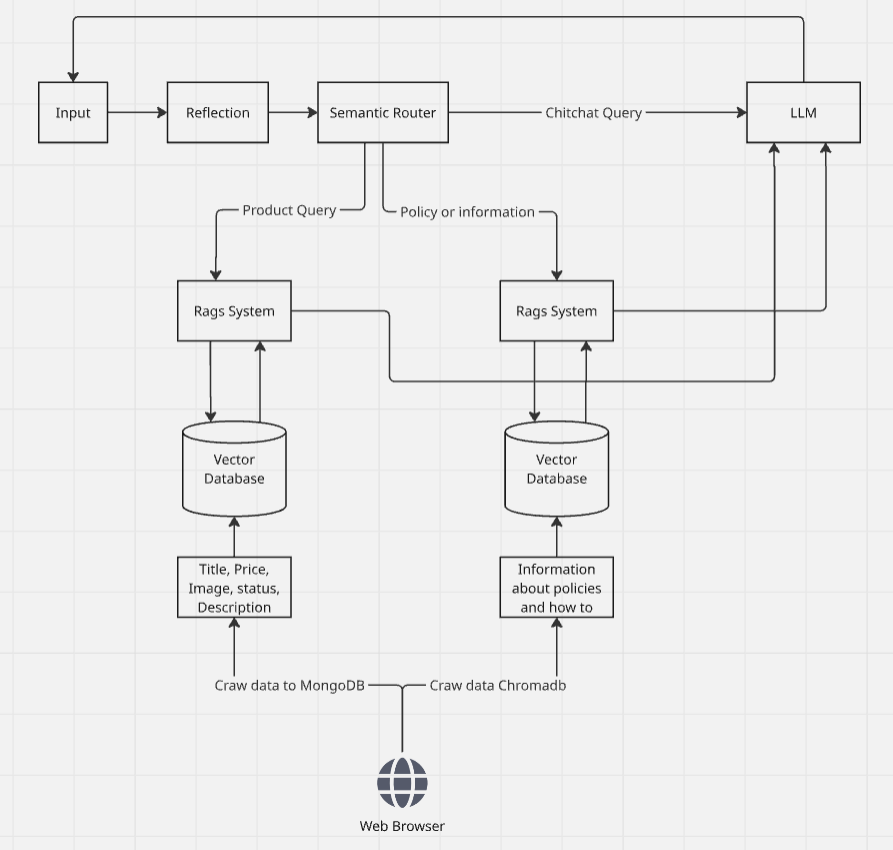 Input
Reflection
Semantic Router
Chitchat Query
LLM
Product Query
Policy or information
Rags System
Rags System
Vector
Database
Vector
Database
Title, Price,
Image, status,
Description
Information
about policies
and how to
Craw data to MongoDB
Craw data Chromadb
Web Browser